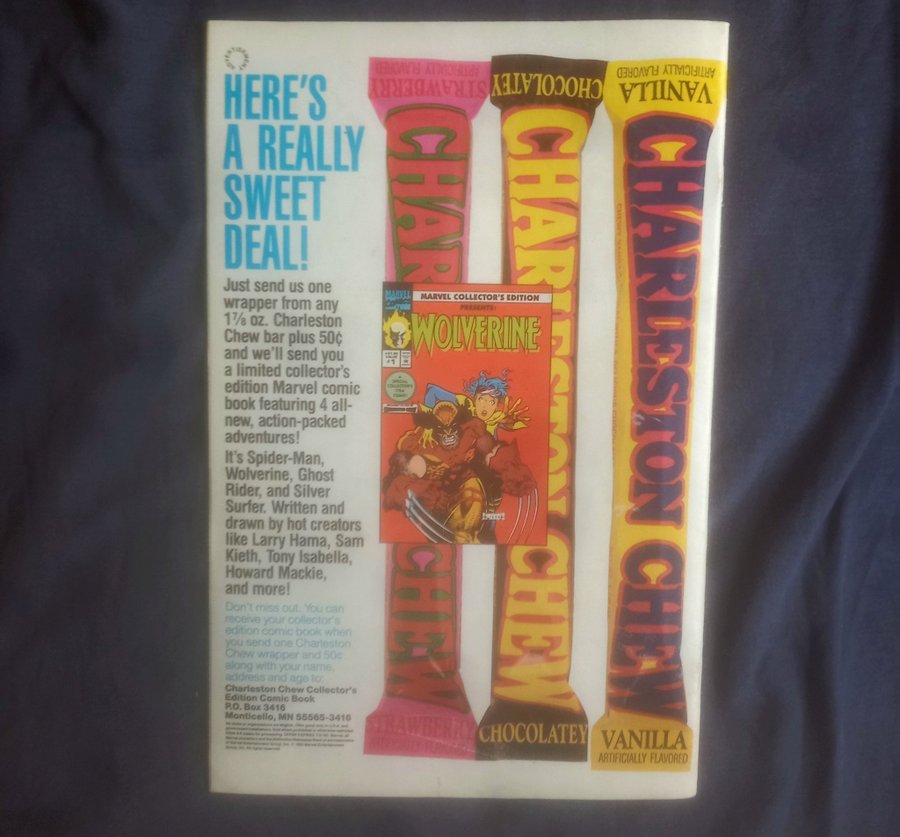 ADVERTISEMENT
HERE'S
A REALLY
SWEET
DEAL!
Just send us one
wrapper from any
1⅞ oz. Charleston
Chew bar plus 50¢
and we'll send you
a limited collector's
edition Marvel comic
book featuring 4 all-
new, action-packed
adventures!
It's Spider-Man,
Wolverine, Ghost
Rider, and Silver
Surfer. Written and
drawn by hot creators
like Larry Hama, Sam
Kieth, Tony Isabella,
Howard Mackie,
and more!
Don't miss out. You can
receive your collector's
edition comic book when
you send one Charleston
Chew wrapper and 50¢
along with your name,
address and age to:
Charleston Chew Collector's
Edition Comic Book
P.O. Box 3416
Monticello, MN 55565-3416
STRAWBERRY
ARTIFICIALLY FLAVORED
CHAR
CHEW
STRAWBERRY
CHOCOLATEY
CHARLESTON CHEW
CHOCOLATEY
VANILLA
ARTIFICIALLY FLAVORED
CHARLESTON CHEW
VANILLA
ARTIFICIALLY FLAVORED
MARVEL
MARVEL COLLECTOR'S EDITION
PRESENTS:
WOLVERINE
#1